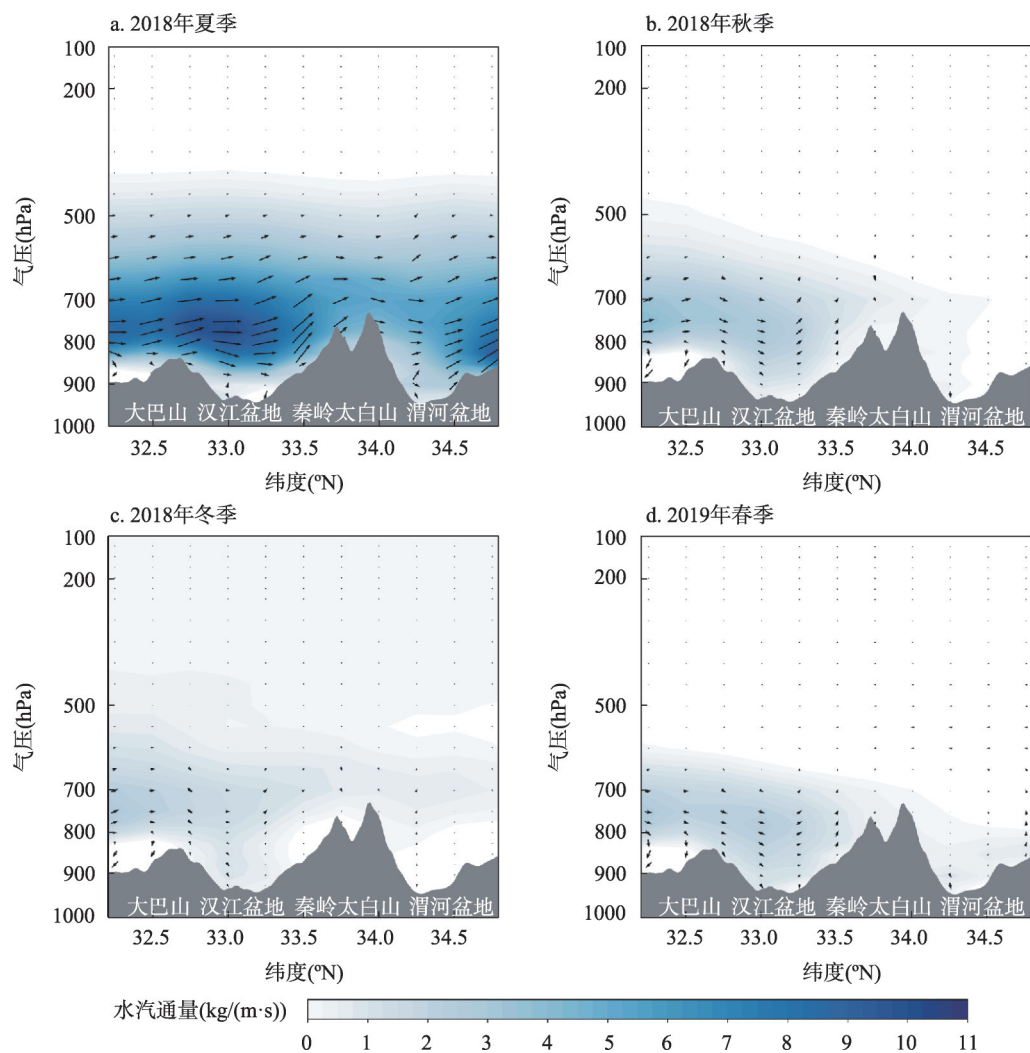 a. 2018年夏季
100
200
500
700
800
900
1000
气压(hPa)
大巴山 汉江盆地 秦岭太白山 渭河盆地
32.5 33.0 33.5 34.0 34.5
纬度(ºN)
b. 2018年秋季
100
200
500
700
800
900
1000
气压(hPa)
大巴山 汉江盆地 秦岭太白山 渭河盆地
32.5 33.0 33.5 34.0 34.5
纬度(ºN)
c. 2018年冬季
100
200
500
700
800
900
1000
气压(hPa)
大巴山 汉江盆地 秦岭太白山 渭河盆地
32.5 33.0 33.5 34.0 34.5
纬度(ºN)
d. 2019年春季
100
200
500
700
800
900
1000
气压(hPa)
大巴山 汉江盆地 秦岭太白山 渭河盆地
32.5 33.0 33.5 34.0 34.5
纬度(ºN)
水汽通量(kg/(m·s))
0 1 2 3 4 5 6 7 8 9 10 11